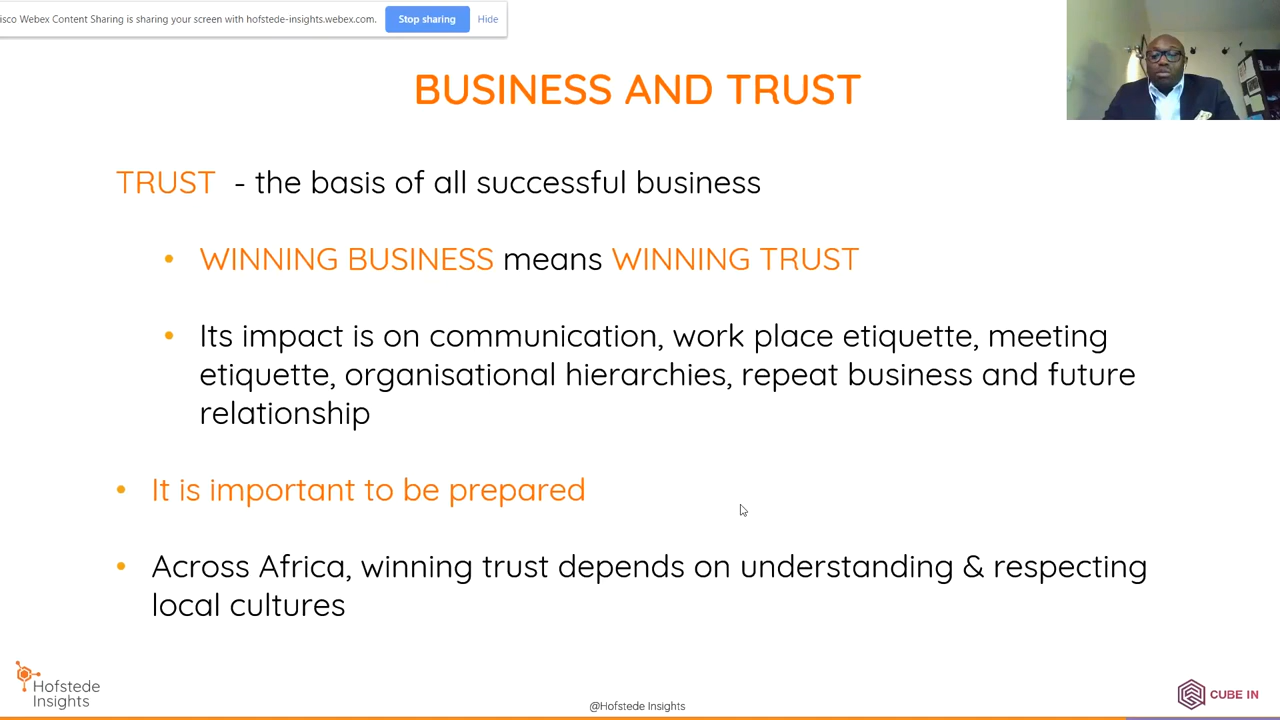 isco Webex Content Sharing is sharing your screen with hofstede-insights.webex.com.
Stop sharing
Hide
BUSINESS AND TRUST
TRUST - the basis of all successful business
• WINNING BUSINESS means WINNING TRUST
• Its impact is on communication, work place etiquette, meeting
etiquette, organisational hierarchies, repeat business and future
relationship
• It is important to be prepared
• Across Africa, winning trust depends on understanding & respecting
local cultures
Hofstede
Insights
@Hofstede Insights
CUBE IN